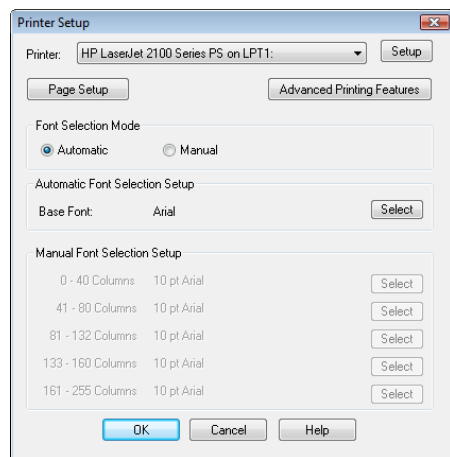 Printer Setup
Printer: HP LaserJet 2100 Series PS on LPT1: Setup
Page Setup Advanced Printing Features
Font Selection Mode
Automatic Manual
Automatic Font Selection Setup
Base Font: Arial Select
Manual Font Selection Setup
0 - 40 Columns 10 pt Arial Select
41 - 80 Columns 10 pt Arial Select
81 - 132 Columns 10 pt Arial Select
133 - 160 Columns 10 pt Arial Select
161 - 255 Columns 10 pt Arial Select
OK Cancel Help